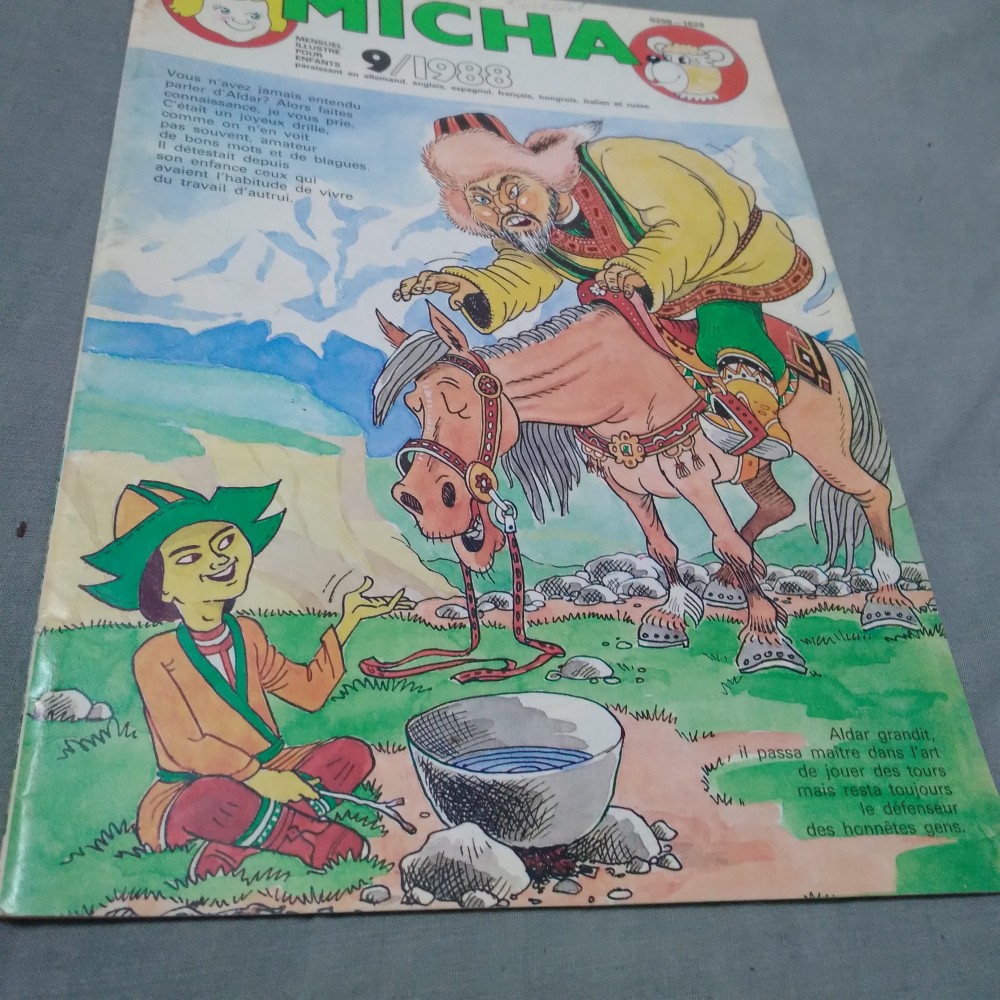 MICHA
0208—1628
MENSUEL
ILLUSTRÉ
POUR
ENFANTS
9/1988
paraissant en allemand, anglais, espagnol, français, hongrois, italien et russe.
Vous n'avez jamais entendu
parler d'Aldar? Alors faites
connaissance, je vous prie.
C'était un joyeux drille,
comme on n'en voit
pas souvent, amateur
de bons mots et de blagues.
Il détestait depuis
son enfance ceux qui
avaient l'habitude de vivre
du travail d'autrui.
Aldar grandit,
il passa maître dans l'art
de jouer des tours
mais resta toujours
le défenseur
des honnêtes gens.